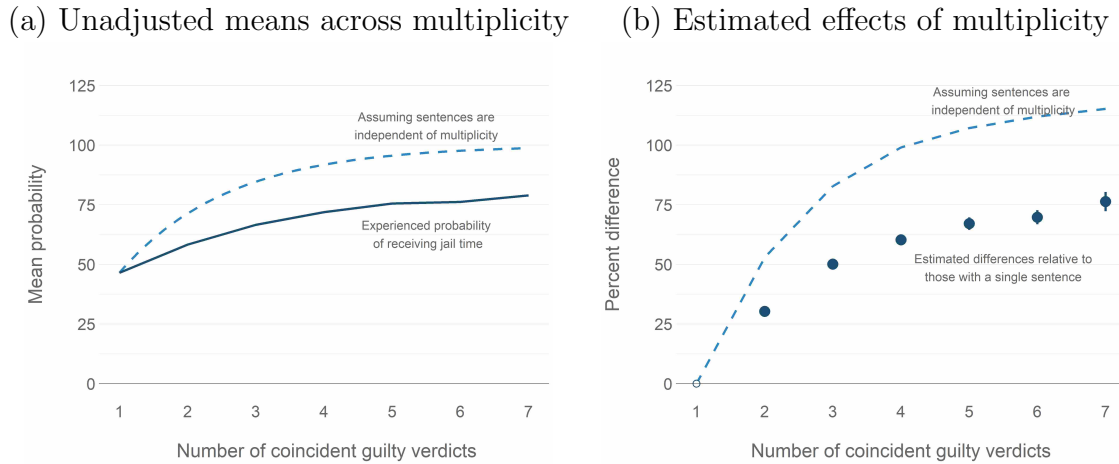 (a) Unadjusted means across multiplicity
125
100
75
50
25
0
Mean probability
Assuming sentences are
independent of multiplicity
Experienced probability
of receiving jail time
1 2 3 4 5 6 7
Number of coincident guilty verdicts
(b) Estimated effects of multiplicity
125
100
75
50
25
0
Percent difference
Assuming sentences are
independent of multiplicity
Estimated differences relative to
those with a single sentence
1 2 3 4 5 6 7
Number of coincident guilty verdicts